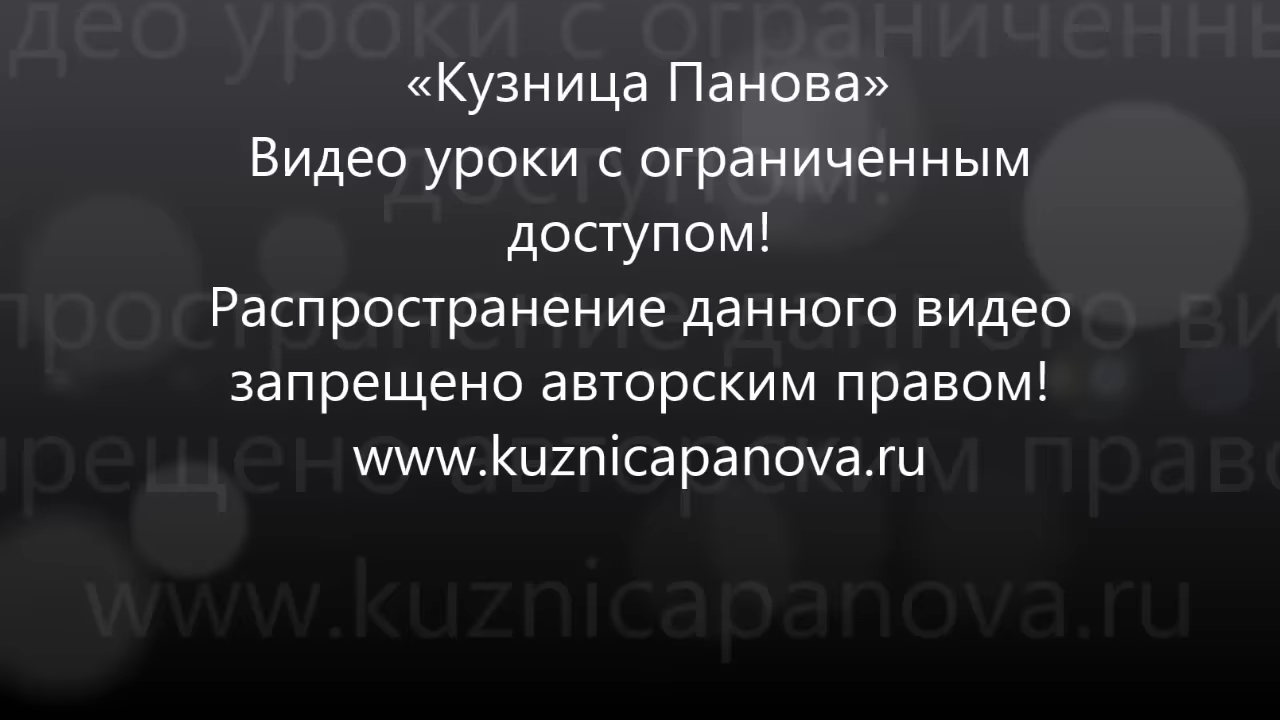 «Кузница Панова»
Видео уроки с ограниченным
доступом!
Распространение данного видео
запрещено авторским правом!
www.kuznicapanova.ru